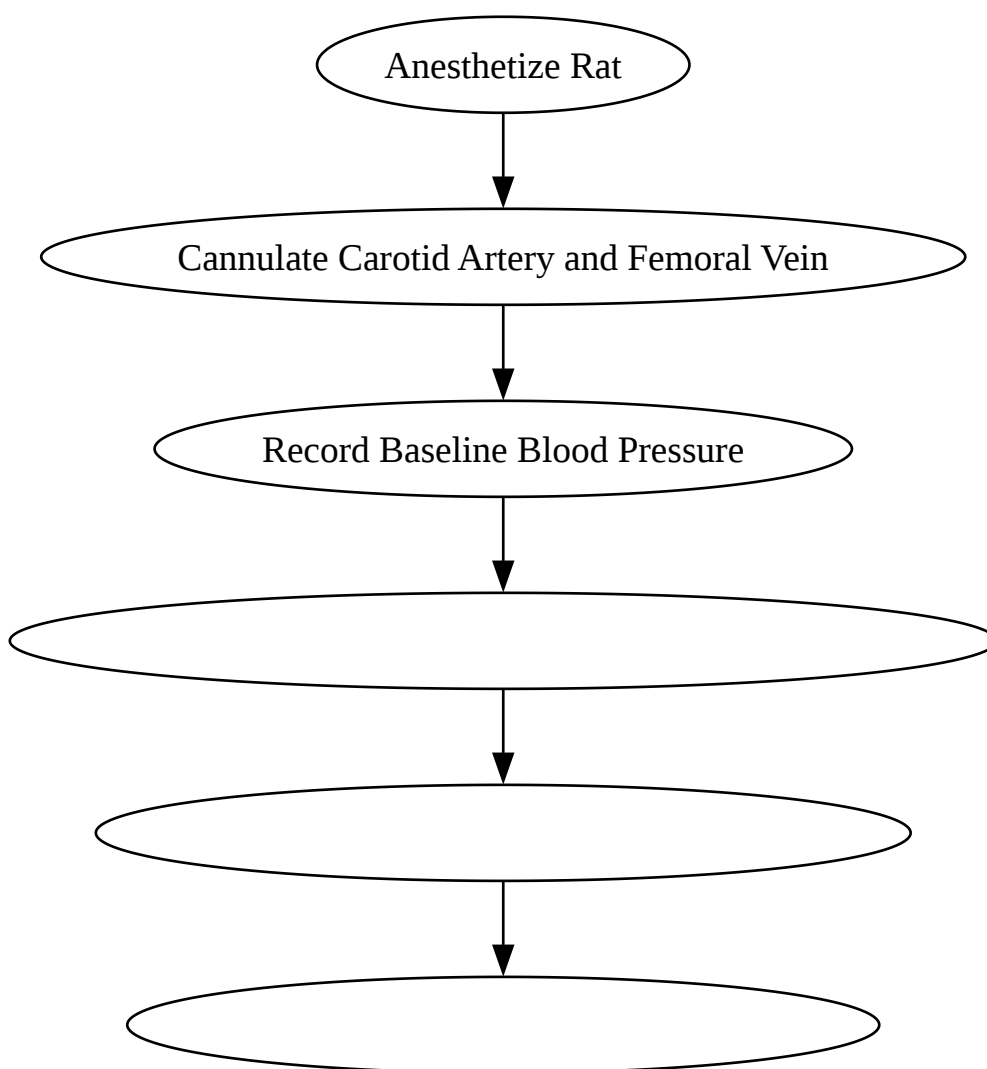 Anesthetize Rat
Cannulate Carotid Artery and Femoral Vein
Record Baseline Blood Pressure